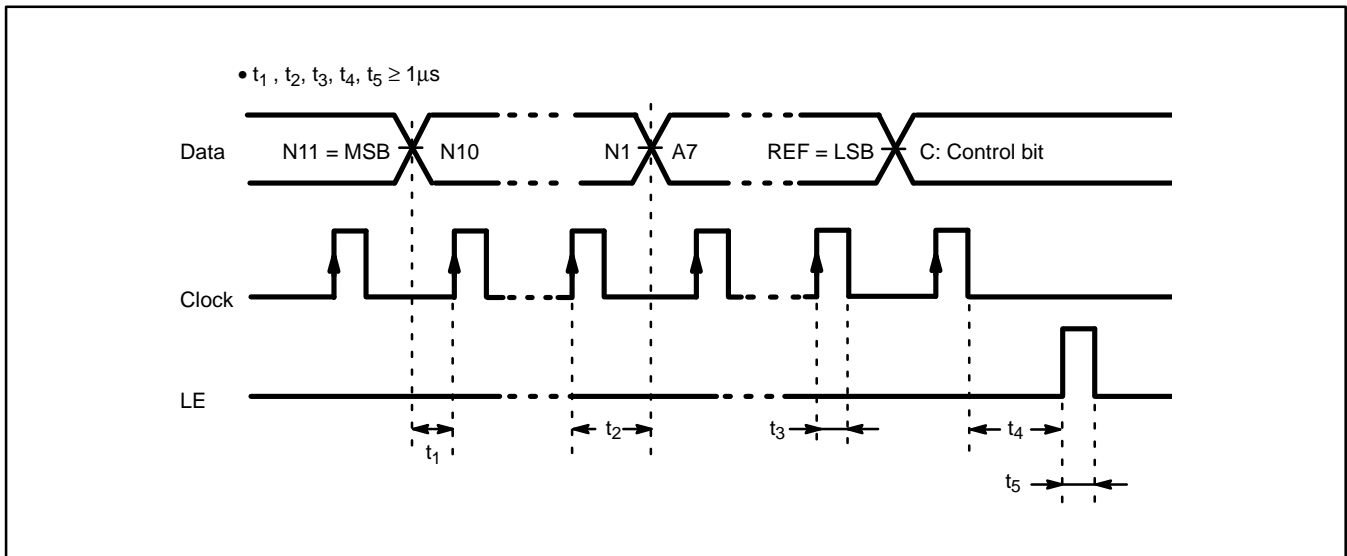 • t1 , t2, t3, t4, t5 ≥ 1μs
Data N11 = MSB N10 N1 A7 REF = LSB C: Control bit
Clock
LE
t1 t2 t3 t4
t5